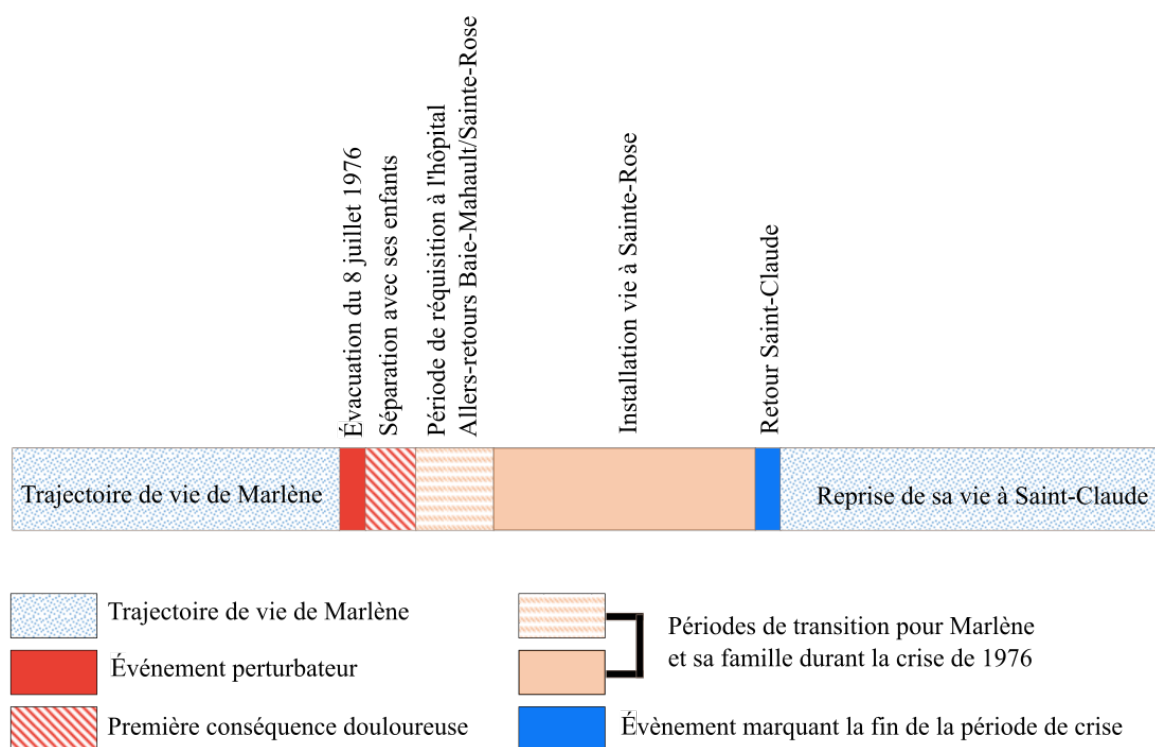 Évacuation du 8 juillet 1976
Séparation avec ses enfants
Période de réquisition à l'hôpital
Allers-retours Baie-Mahault/Sainte-Rose
Installation vie à Sainte-Rose
Retour Saint-Claude
Trajectoire de vie de Marlène
Reprise de sa vie à Saint-Claude
Trajectoire de vie de Marlène
Événement perturbateur
Première conséquence douloureuse
Périodes de transition pour Marlène
et sa famille durant la crise de 1976
Évènement marquant la fin de la période de crise